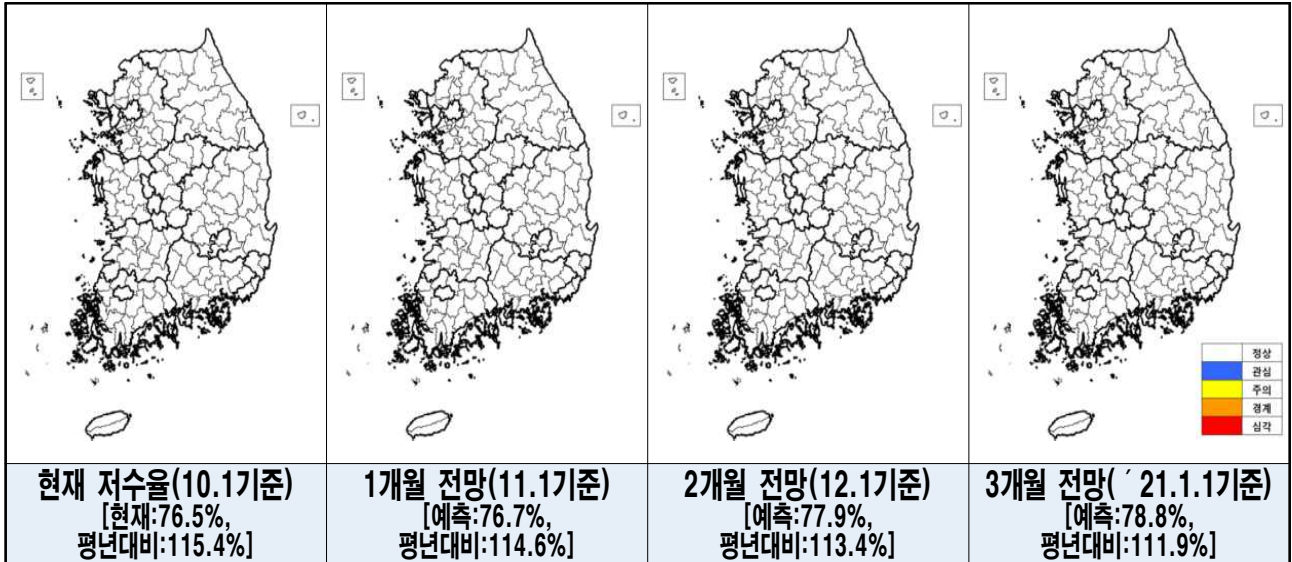 정상
관심
주의
경계
심각
현재 저수율(10.1기준)
[현재:76.5%,
평년대비:115.4%]
1개월 전망(11.1기준)
[예측:76.7%,
평년대비:114.6%]
2개월 전망(12.1기준)
[예측:77.9%,
평년대비:113.4%]
3개월 전망(´21.1.1기준)
[예측:78.8%,
평년대비:111.9%]